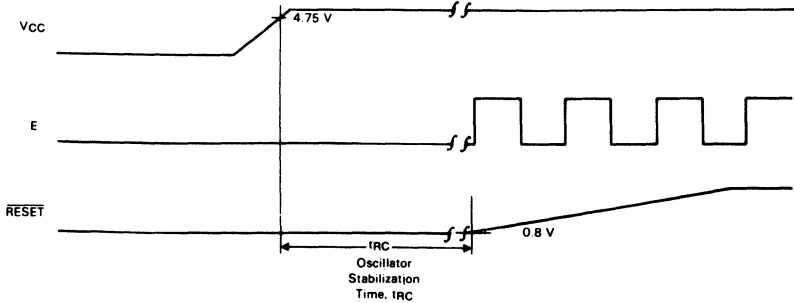 VCC
4.75 V
E
RESET
0.8 V
tRC
Oscillator
Stabilization
Time, tRC